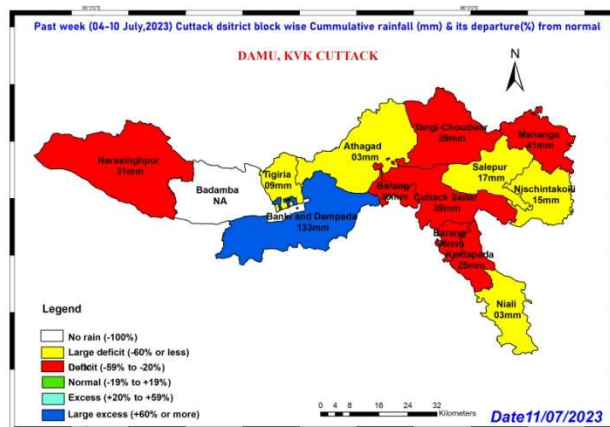 Past week (04-10 July,2023) Cuttack dsitrict block wise Cummulative rainfall (mm) & its departure(%) from normal
DAMU, KVK CUTTACK
N
Tangi-Choudwar
29mm
Mahanga
41mm
Athagad
03mm
Narasinghpur
31mm
Salepur
17mm
Tigiria
09mm
Badamba
NA
Barang
Nischintakoili
15mm
Cuttack Sadar
39mm
Banki and Dampada
133mm
Barang
Kantapada
25mm
Niali
03mm
Legend
No rain (-100%)
Large deficit (-60% or less)
Deficit (-59% to -20%)
Normal (-19% to +19%)
Excess (+20% to +59%)
Large excess (+60% or more)
0 4 8 16 24 32
Kilometers
Date11/07/2023